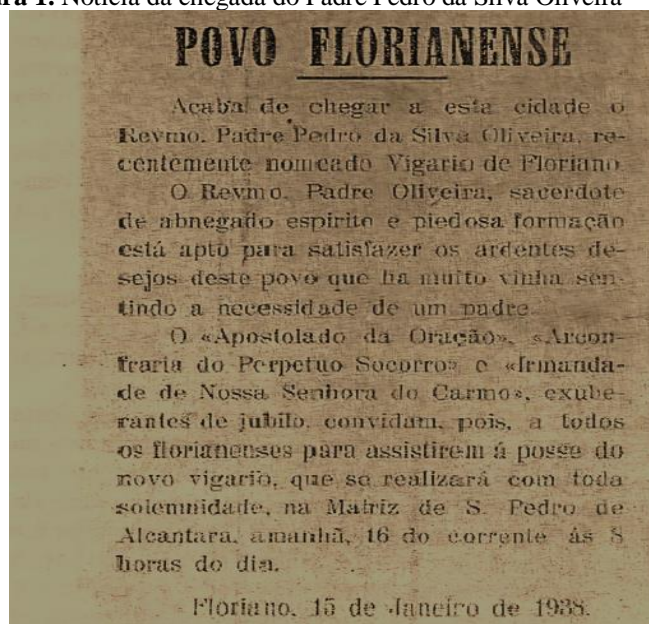 ra 1. Notícia da chegada do Padre Pedro da Silva Oliveira
POVO FLORIANENSE
Acaba de chegar a esta cidade o
Revmo. Padre Pedro da Silva Oliveira, re-
centemente nomeado Vigario de Floriano
O Revmo. Padre Oliveira, sacerdote
de abnegado espirito e piedosa formação
está apto para satisfazer os ardentes de-
sejos deste povo que ha muito vinha sen-
tindo a necessidade de um padre.
O «Apostolado da Oração», «Arcon-
fraria do Perpetuo Socorro» e «Irmanda-
de de Nossa Senhora do Carmo», exube-
rantes de jubilo, convidam, pois, a todos
os florianenses para assistirem á posse do
novo vigario, que se realizará com toda
solemnidade, na Matriz de S. Pedro de
Alcantara, amanhã, 16 do corrente ás 8
horas do dia.
Floriano, 15 de Janeiro de 1938.